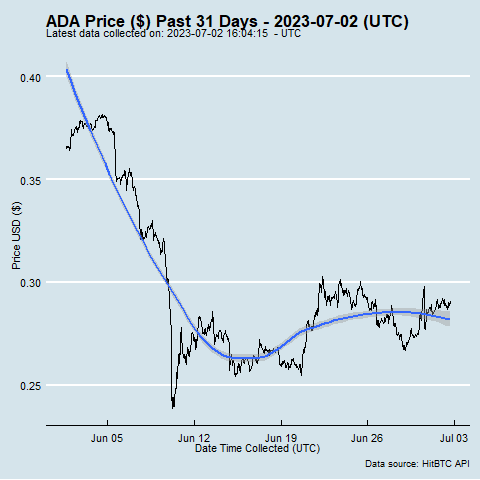 ADA Price ($) Past 31 Days - 2023-07-02 (UTC)
Latest data collected on: 2023-07-02 16:04:15 - UTC
0.40
0.35
0.30
0.25
Price USD ($)
Jun 05
Jun 12
Jun 19
Jun 26
Jul 03
Date Time Collected (UTC)
Data source: HitBTC API